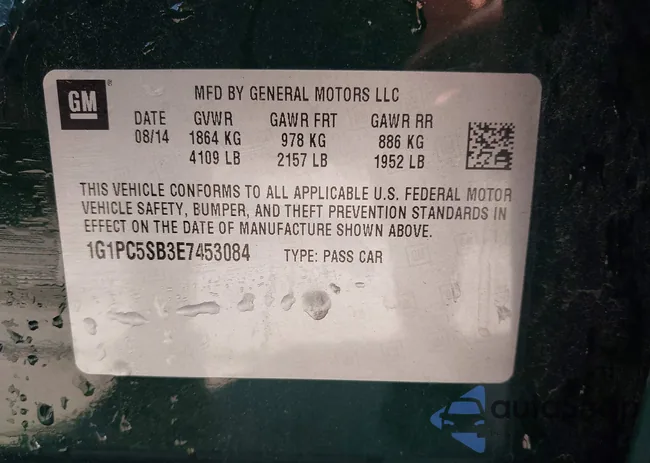 GM
MFD BY GENERAL MOTORS LLC
DATE GVWR GAWR FRT GAWR RR
08/14 1864 KG 978 KG 886 KG
4109 LB 2157 LB 1952 LB
THIS VEHICLE CONFORMS TO ALL APPLICABLE U.S. FEDERAL MOTOR
VEHICLE SAFETY, BUMPER, AND THEFT PREVENTION STANDARDS IN
EFFECT ON THE DATE OF MANUFACTURE SHOWN ABOVE.
1G1PC5SB3E7453084 TYPE: PASS CAR